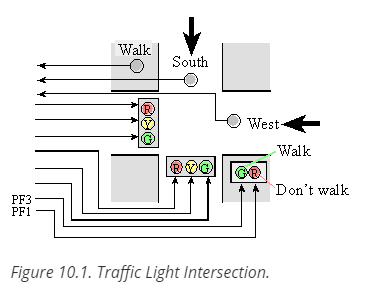 Walk
South
R
Y
G
West
Walk
R Y G
G R
Don't walk
PF3
PF1
Figure 10.1. Traffic Light Intersection.